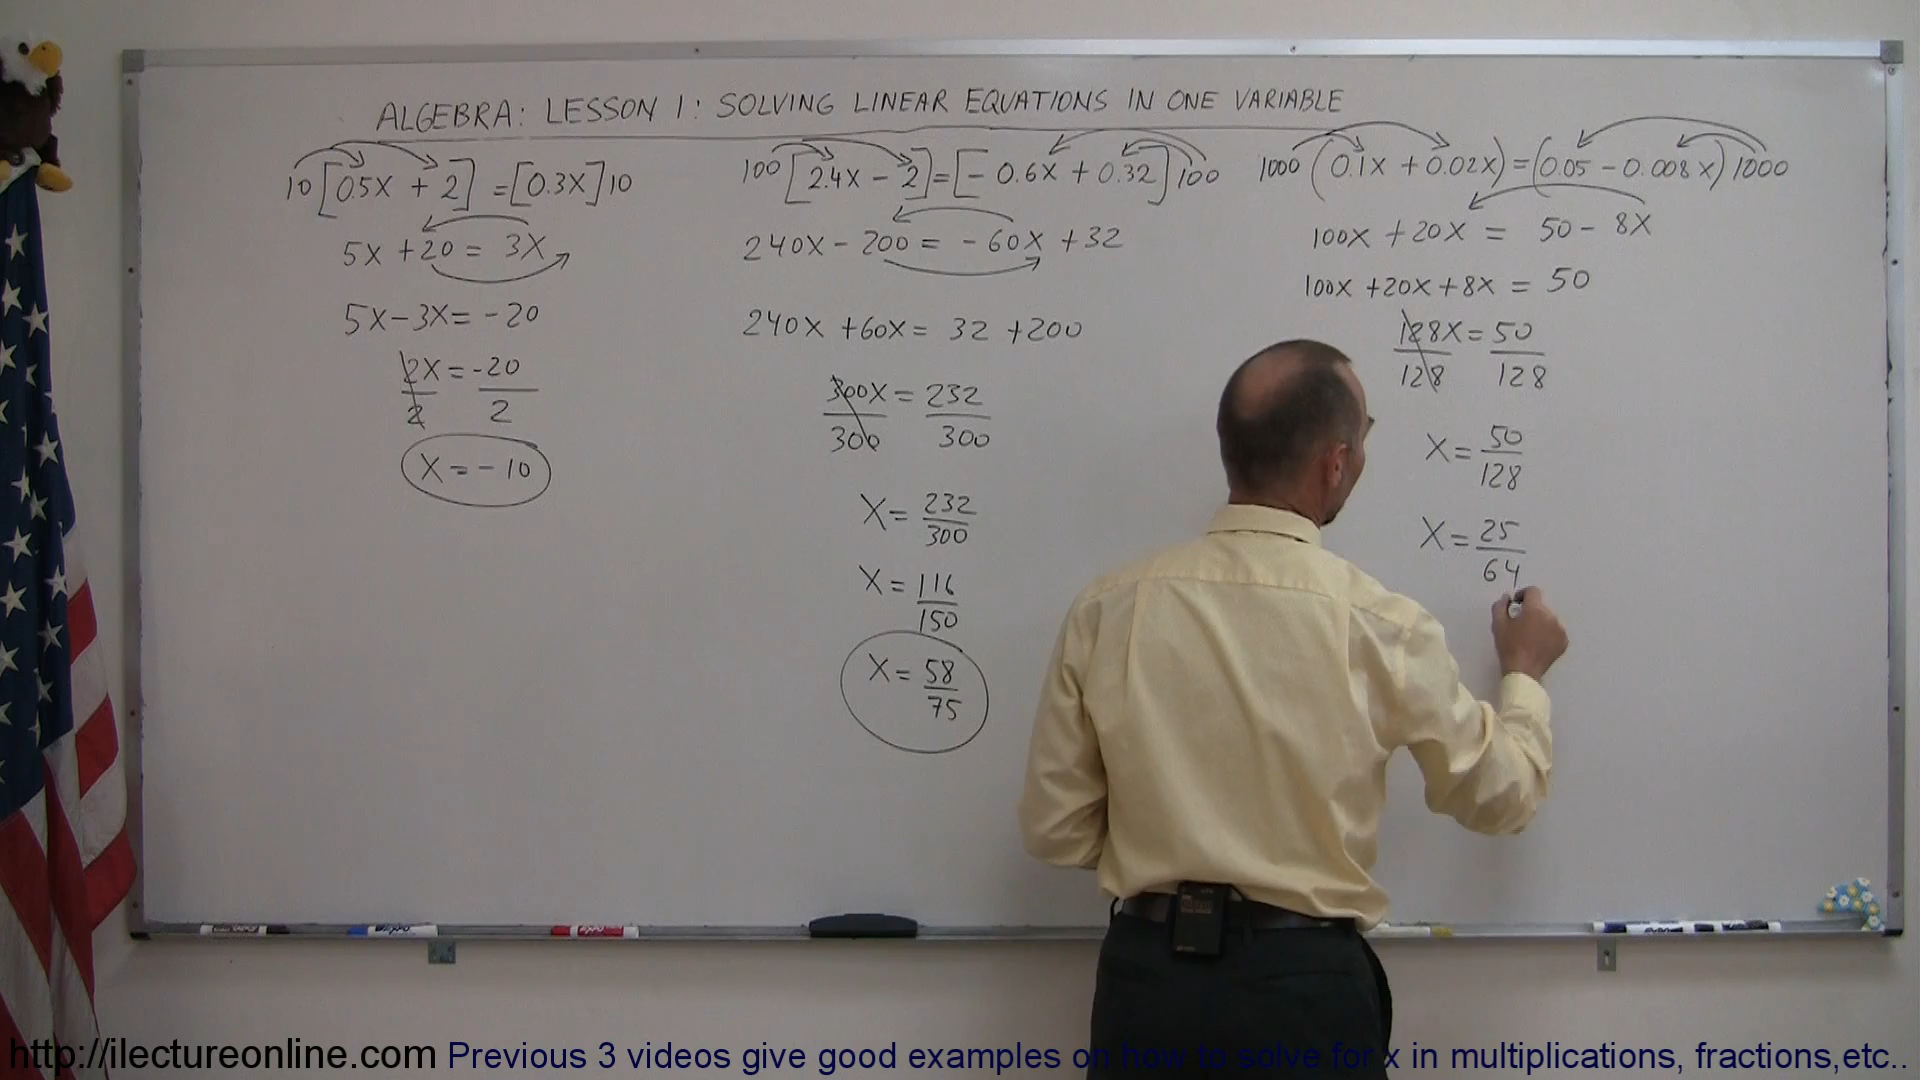 ALGEBRA: LESSON 1: SOLVING LINEAR EQUATIONS IN ONE VARIABLE
10 [0.5X + 2] = [0.3X] 10
5X + 20 = 3X
5X - 3X = -20
2X = -20
2 2
X = -10
100 [2.4X - 2] = [- 0.6X + 0.32] 100
240X - 200 = - 60X + 32
240X + 60X = 32 + 200
300X = 232
300 300
X = 232
300
X = 116
150
X = 58
75
1000 (0.1X + 0.02X) = (0.05 - 0.008X) 1000
100X + 20X = 50 - 8X
100X + 20X + 8X = 50
128X = 50
128 128
X = 50
128
X = 25
64
http://ilectureonline.com Previous 3 videos give good examples on how to solve for x in multiplications, fractions,etc..